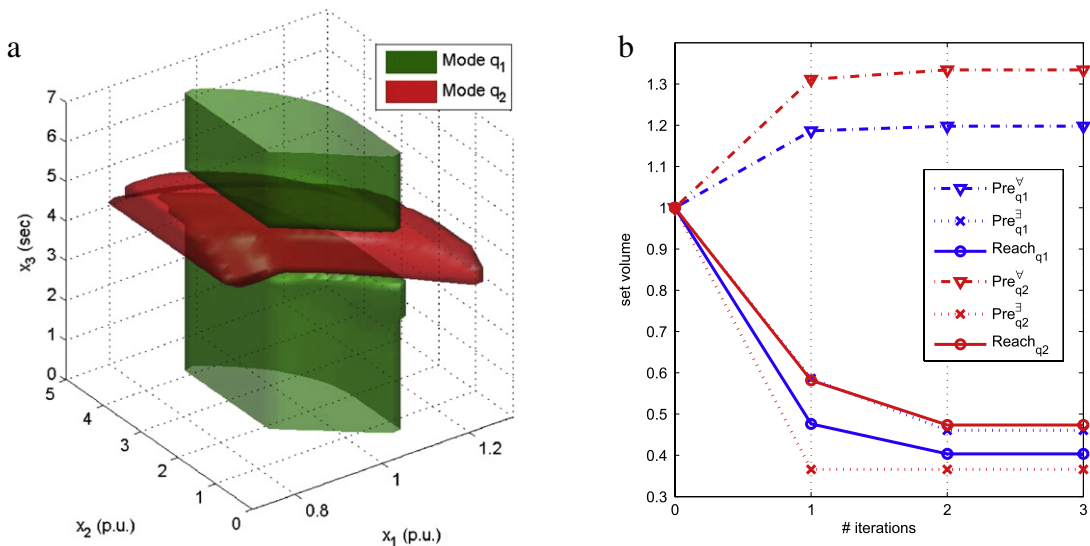 a
Mode q1
Mode q2
7
6
5
4
3
2
1
0
x3 (sec)
5
4
3
2
1
0
x2 (p.u.)
0.8
1
1.2
x1 (p.u.)
b
1.3
1.2
1.1
1
0.9
0.8
0.7
0.6
0.5
0.4
0.3
set volume
Pre∀q1
Pre∃q1
Reachq1
Pre∀q2
Pre∃q2
Reachq2
0
1
2
3
# iterations